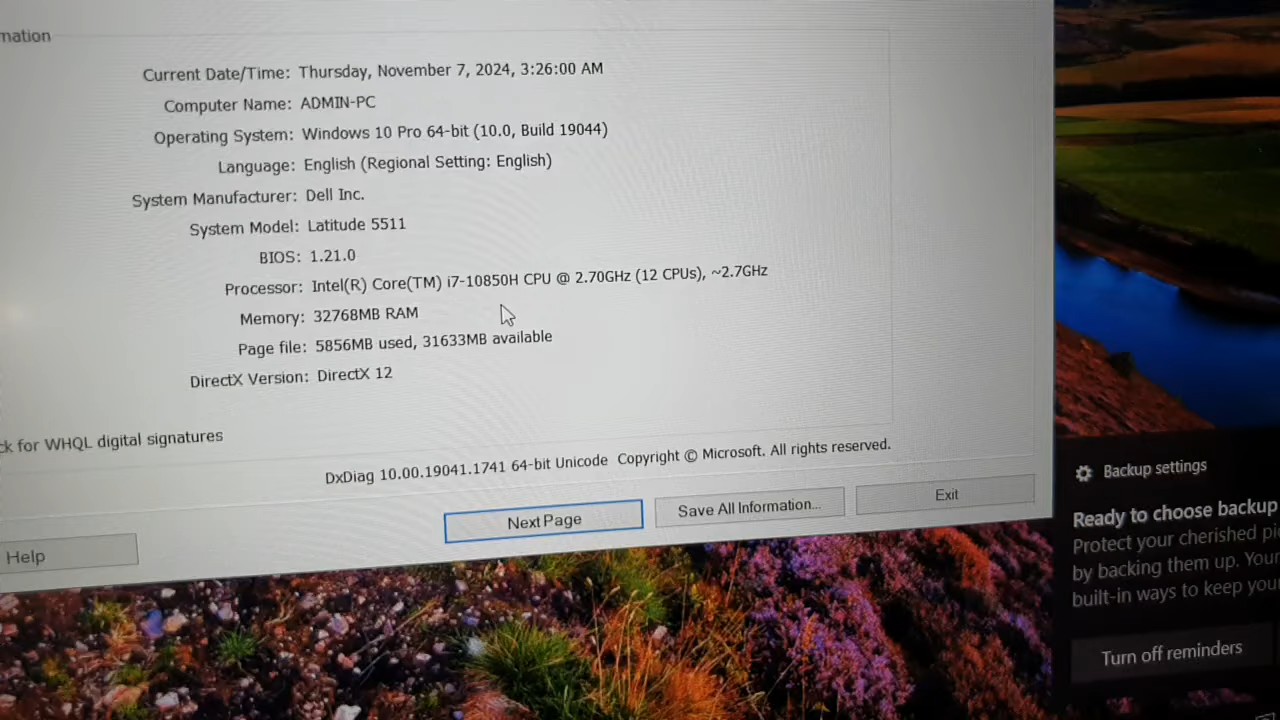 mation
Current Date/Time: Thursday, November 7, 2024, 3:26:00 AM
Computer Name: ADMIN-PC
Operating System: Windows 10 Pro 64-bit (10.0, Build 19044)
Language: English (Regional Setting: English)
System Manufacturer: Dell Inc.
System Model: Latitude 5511
BIOS: 1.21.0
Processor: Intel(R) Core(TM) i7-10850H CPU @ 2.70GHz (12 CPUs), ~2.7GHz
Memory: 32768MB RAM
Page file: 5856MB used, 31633MB available
DirectX Version: DirectX 12
ck for WHQL digital signatures
DxDiag 10.00.19041.1741 64-bit Unicode Copyright © Microsoft. All rights reserved.
Help
Next Page
Save All Information...
Exit
Backup settings
Ready to choose backup
Protect your cherished pi
by backing them up. Your
built-in ways to keep you
Turn off reminders